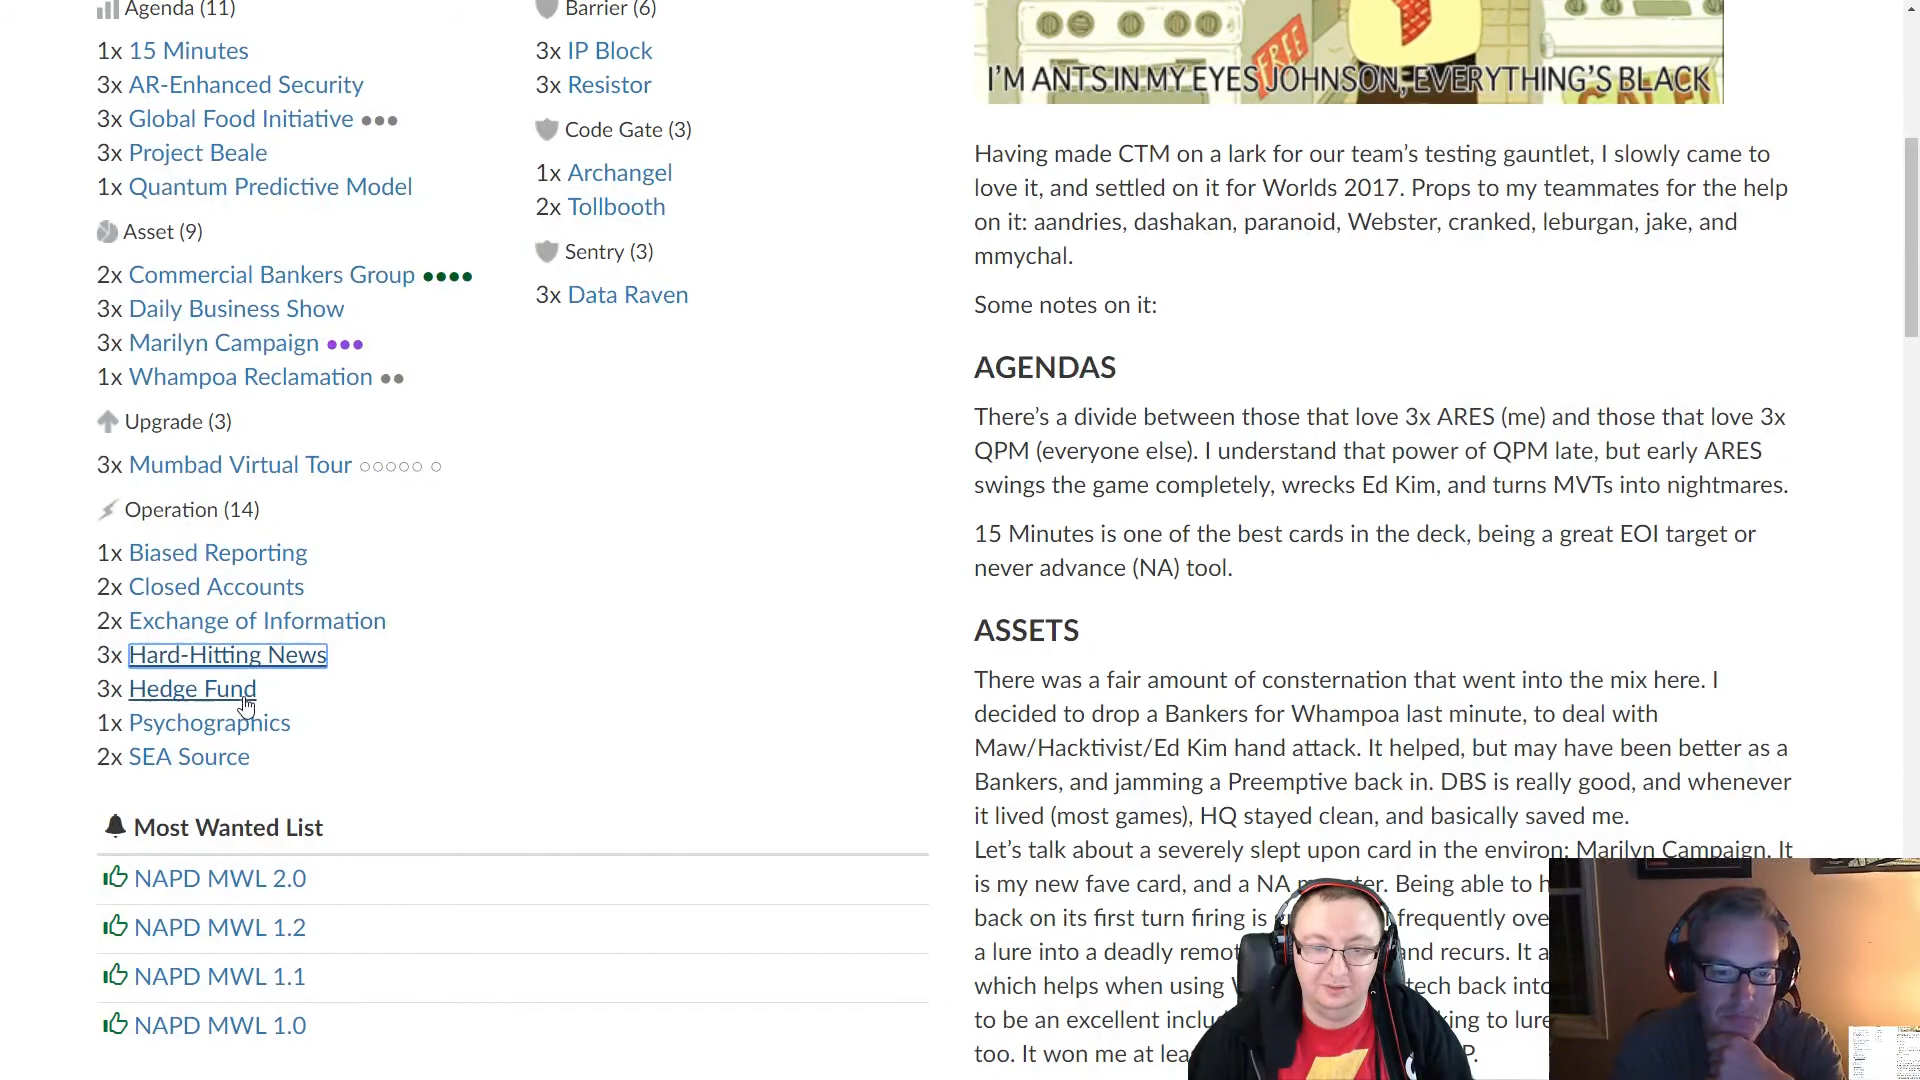 Agenda (11)
1x 15 Minutes
3x AR-Enhanced Security
3x Global Food Initiative
3x Project Beale
1x Quantum Predictive Model
Asset (9)
2x Commercial Bankers Group
3x Daily Business Show
3x Marilyn Campaign
1x Whampoa Reclamation
Upgrade (3)
3x Mumbad Virtual Tour
Operation (14)
1x Biased Reporting
2x Closed Accounts
2x Exchange of Information
3x Hard-Hitting News
3x Hedge Fund
1x Psychographics
2x SEA Source
Most Wanted List
NAPD MWL 2.0
NAPD MWL 1.2
NAPD MWL 1.1
NAPD MWL 1.0
Barrier (6)
3x IP Block
3x Resistor
Code Gate (3)
1x Archangel
2x Tollbooth
Sentry (3)
3x Data Raven
FREE
I'M ANTS IN MY EYES JOHNSON, EVERYTHING'S BLACK
Having made CTM on a lark for our team's testing gauntlet, I slowly came to
love it, and settled on it for Worlds 2017. Props to my teammates for the help
on it: aandries, dashakan, paranoid, Webster, cranked, leburgan, jake, and
mmychal.
Some notes on it:
AGENDAS
There's a divide between those that love 3x ARES (me) and those that love 3x
QPM (everyone else). I understand that power of QPM late, but early ARES
swings the game completely, wrecks Ed Kim, and turns MVTs into nightmares.
15 Minutes is one of the best cards in the deck, being a great EOI target or
never advance (NA) tool.
ASSETS
There was a fair amount of consternation that went into the mix here. I
decided to drop a Bankers for Whampoa last minute, to deal with
Maw/Hacktivist/Ed Kim hand attack. It helped, but may have been better as a
Bankers, and jamming a Preemptive back in. DBS is really good, and whenever
it lived (most games), HQ stayed clean, and basically saved me.
Let's talk about a severely slept upon card in the environ: Marilyn Campaign. It
is my new fave card, and a NA Being able to
back on its first turn firing is frequently
a lure into a deadly and recurs. It
which helps when using tech back into
to be an excellent to lure
too. It won me at